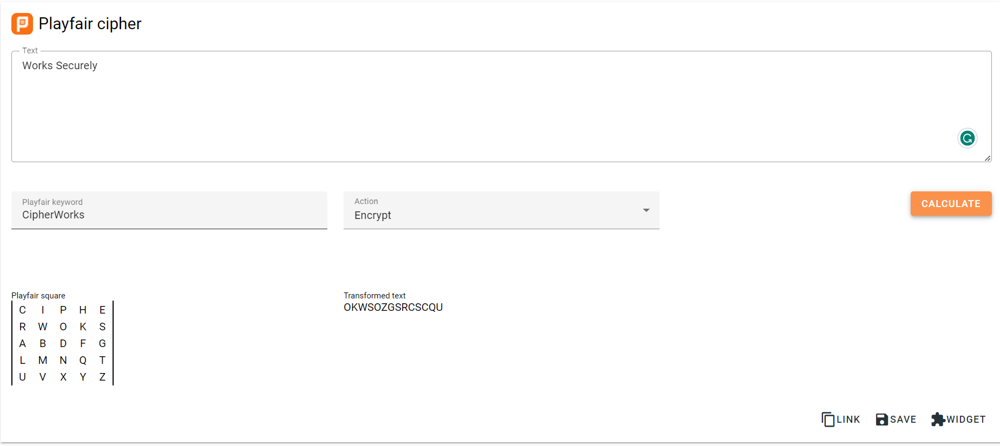 Playfair cipher
Text
Works Securely
Playfair keyword
CipherWorks
Action
Encrypt
CALCULATE
Playfair square
C I P H E
R W O K S
A B D F G
L M N Q T
U V X Y Z
Transformed text
OKWSOZGSRCSCQU
LINK SAVE WIDGET